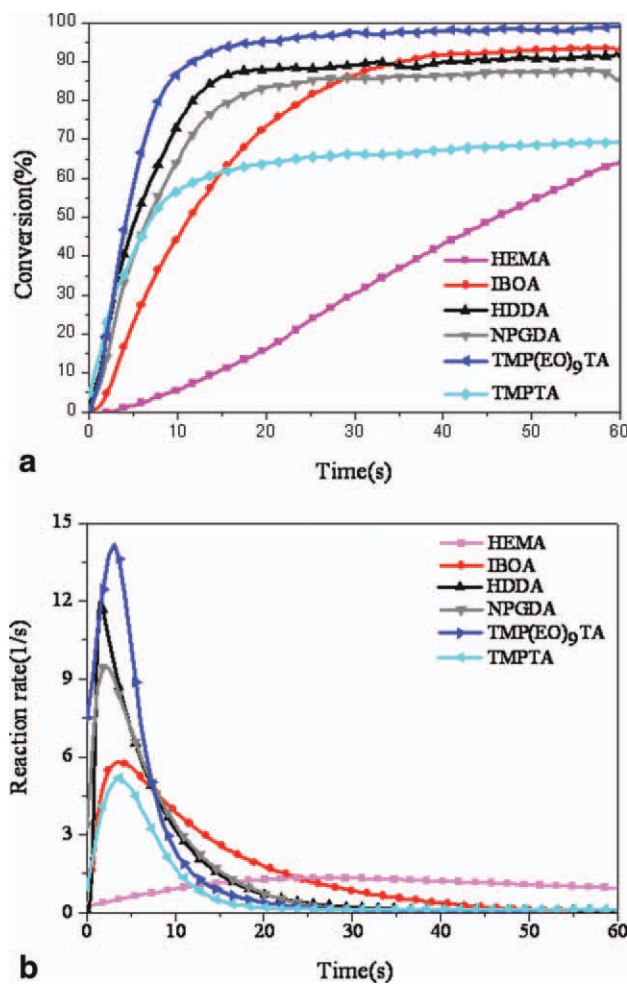 100
90
80
70
60
50
40
30
20
10
0
Conversion(%)
HEMA
IBOA
HDDA
NPGDA
TMP(EO)9TA
TMPTA
0 10 20 30 40 50 60
Time(s)
a
15
12
9
6
3
0
Reaction rate(1/s)
HEMA
IBOA
HDDA
NPGDA
TMP(EO)9TA
TMPTA
0 10 20 30 40 50 60
Time(s)
b